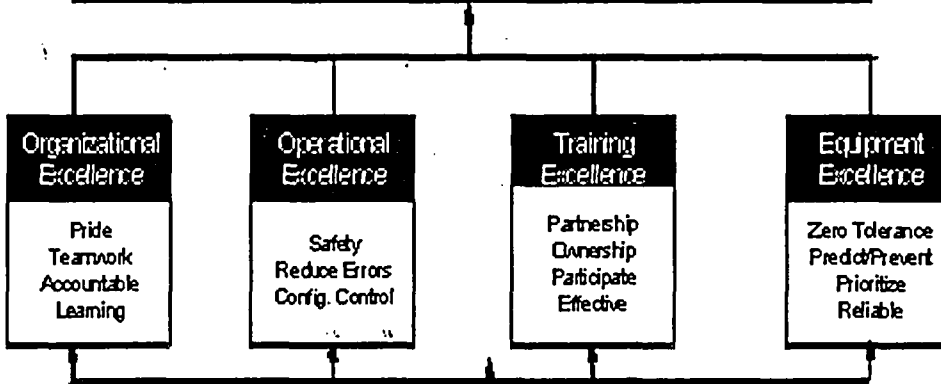 Organizational
Excellence
Pride
Teamwork
Accountable
Learning
Operational
Excellence
Safety
Reduce Errors
Config. Control
Training
Excellence
Partnership
Ownership
Participate
Effective
Equipment
Excellence
Zero Tolerance
Predict/Prevent
Prioritize
Reliable